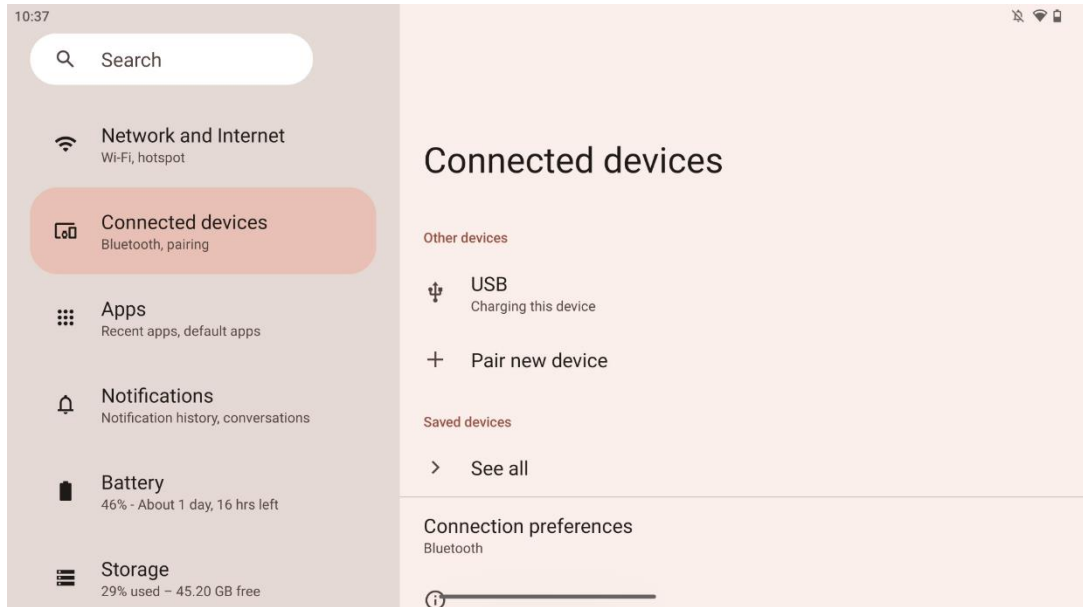 10:37
Search
Network and Internet
Wi-Fi, hotspot
Connected devices
Bluetooth, pairing
Apps
Recent apps, default apps
Notifications
Notification history, conversations
Battery
46% - About 1 day, 16 hrs left
Storage
29% used – 45.20 GB free
Connected devices
Other devices
USB
Charging this device
Pair new device
Saved devices
See all
Connection preferences
Bluetooth